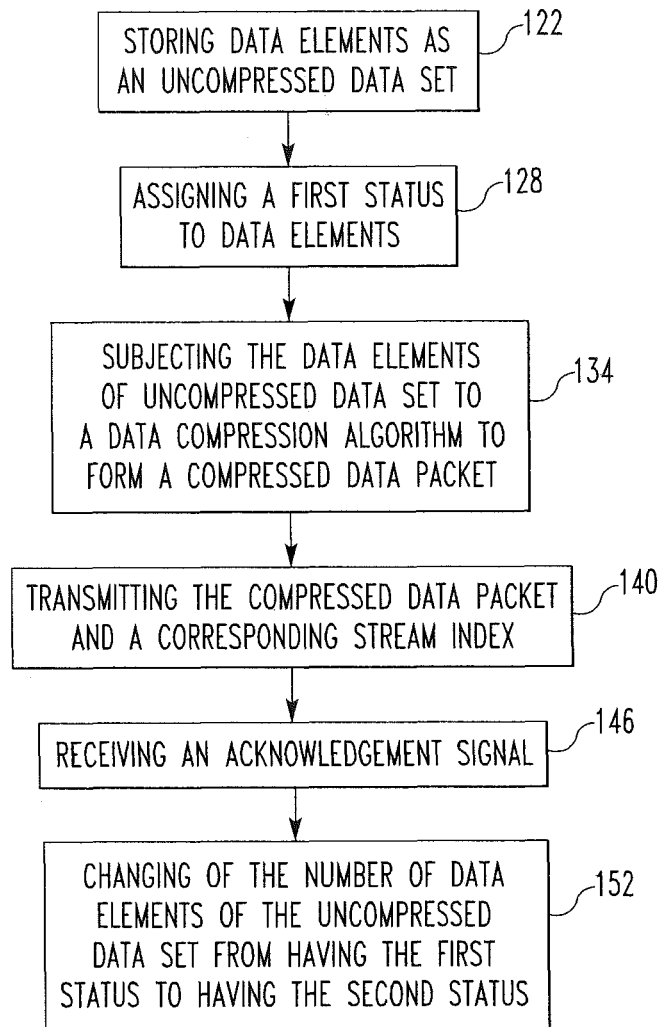 STORING DATA ELEMENTS AS
AN UNCOMPRESSED DATA SET
122
ASSIGNING A FIRST STATUS
TO DATA ELEMENTS
128
SUBJECTING THE DATA ELEMENTS
OF UNCOMPRESSED DATA SET TO
A DATA COMPRESSION ALGORITHM TO
FORM A COMPRESSED DATA PACKET
134
TRANSMITTING THE COMPRESSED DATA PACKET
AND A CORRESPONDING STREAM INDEX
140
RECEIVING AN ACKNOWLEDGEMENT SIGNAL
146
CHANGING OF THE NUMBER OF DATA
ELEMENTS OF THE UNCOMPRESSED
DATA SET FROM HAVING THE FIRST
STATUS TO HAVING THE SECOND STATUS
152